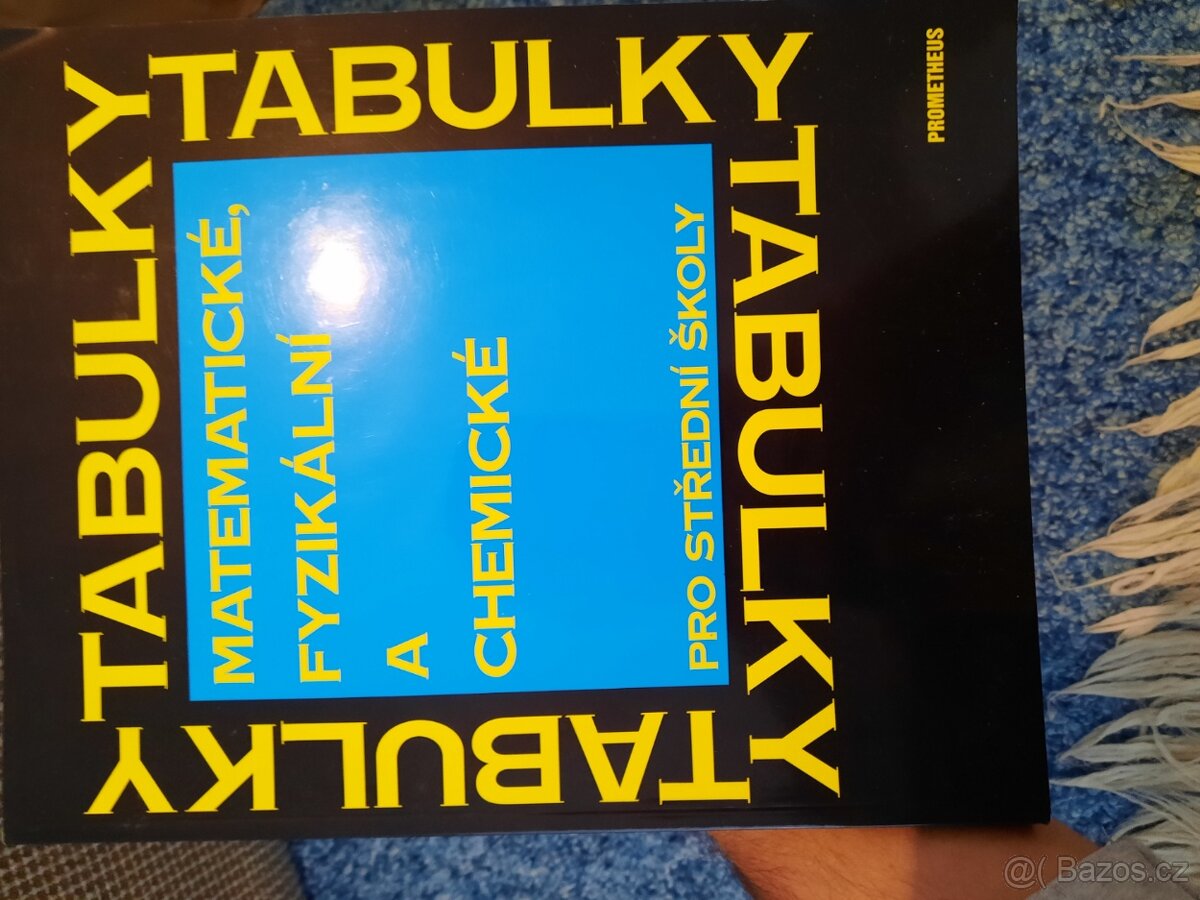 TABULKY
TABULKY
TABULKY
TABULKY
MATEMATICKÉ,
FYZIKÁLNÍ
A
CHEMICKÉ
PRO STŘEDNÍ ŠKOLY
PROMETHEUS
@( Bazos.cz